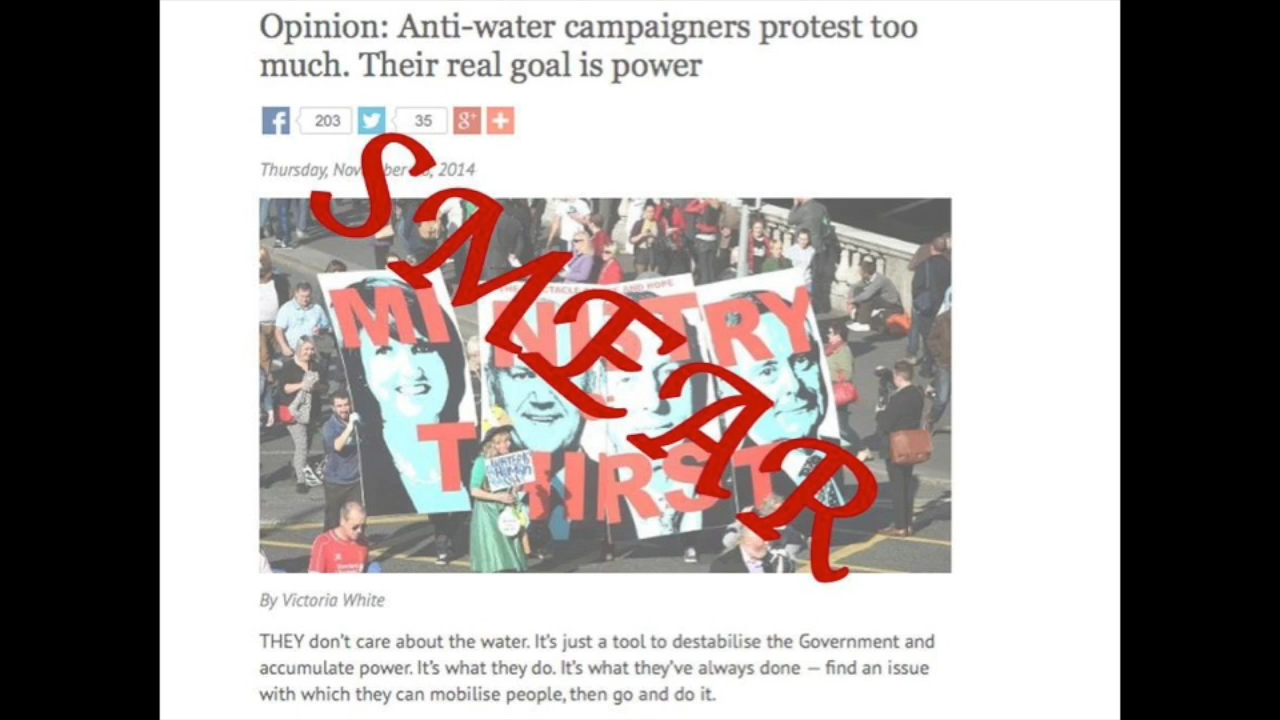 Opinion: Anti-water campaigners protest too
much. Their real goal is power
203
35
Thursday, 2014
SMEAR
MINISTRY
THIRST
By Victoria White
THEY don't care about the water. It's just a tool to destabilise the Government and
accumulate power. It's what they do. It's what they've always done – find an issue
with which they can mobilise people, then go and do it.